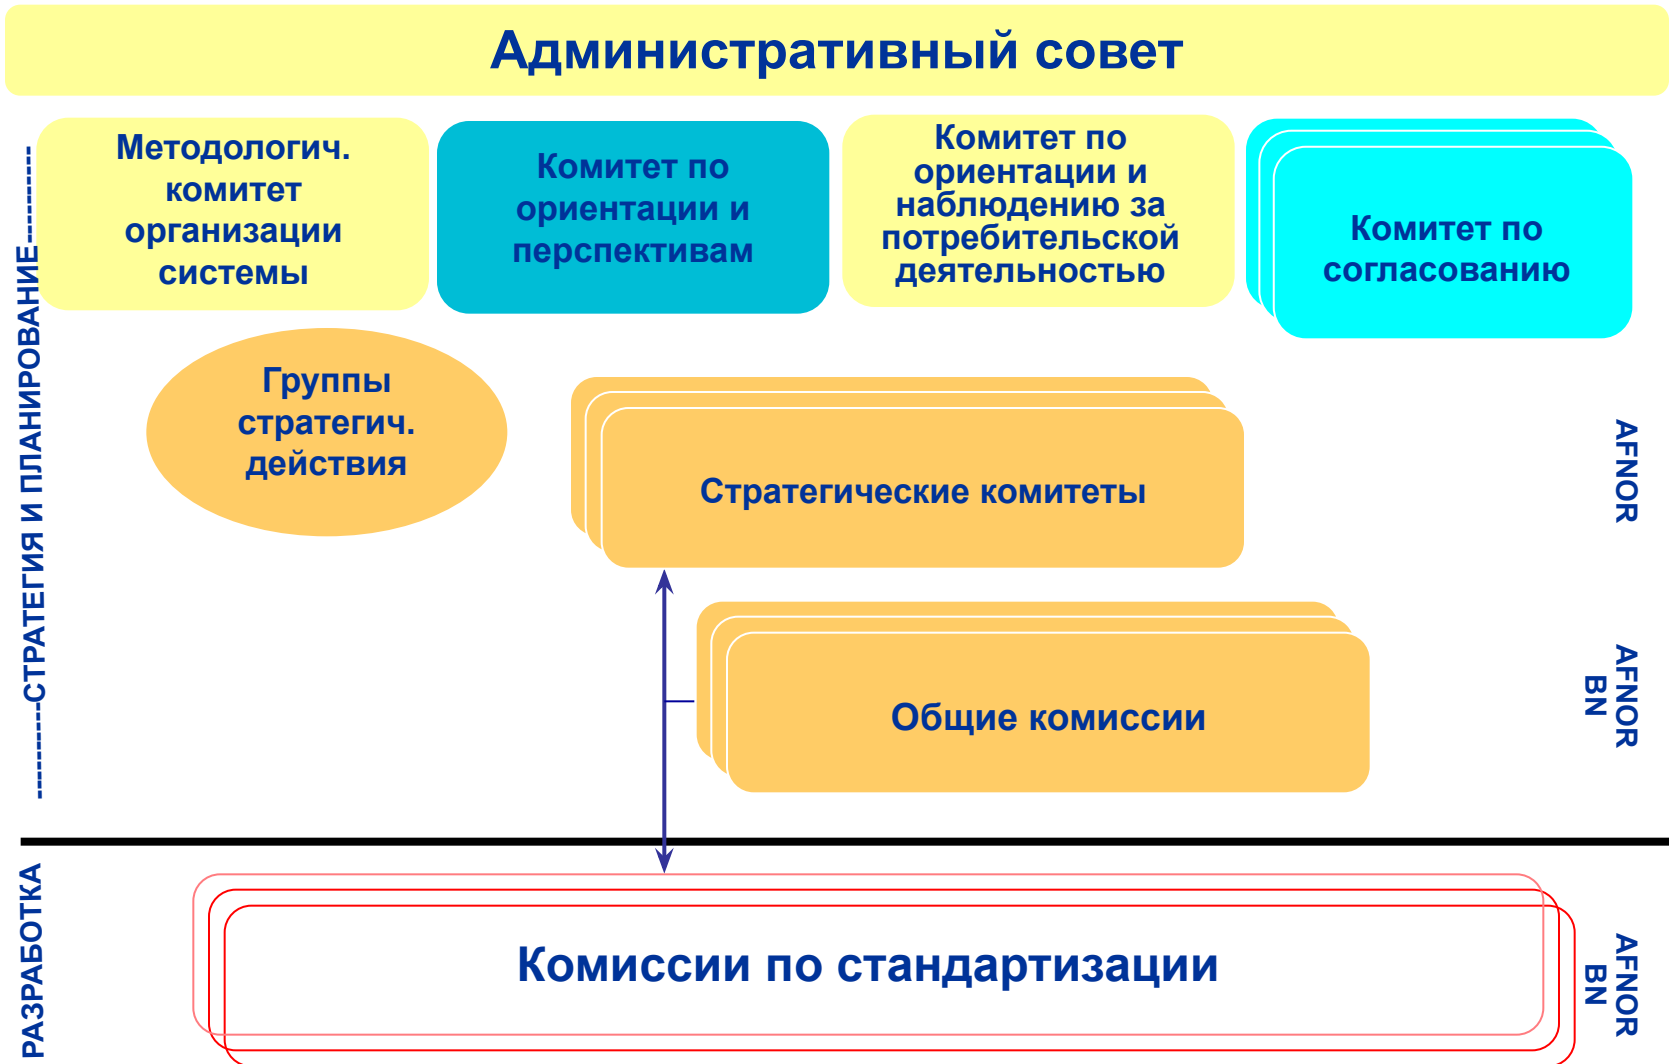 Административный совет
Методологич.
комитет
организации
системы
Комитет по
ориентации и
перспективам
Комитет по
ориентации и
наблюдению за
потребительской
деятельностью
Комитет по
согласованию
----------СТРАТЕГИЯ И ПЛАНИРОВАНИЕ----------
Группы
стратегич.
действия
Стратегические комитеты
AFNOR
Общие комиссии
AFNOR
BN
РАЗРАБОТКА
Комиссии по стандартизации
AFNOR
BN